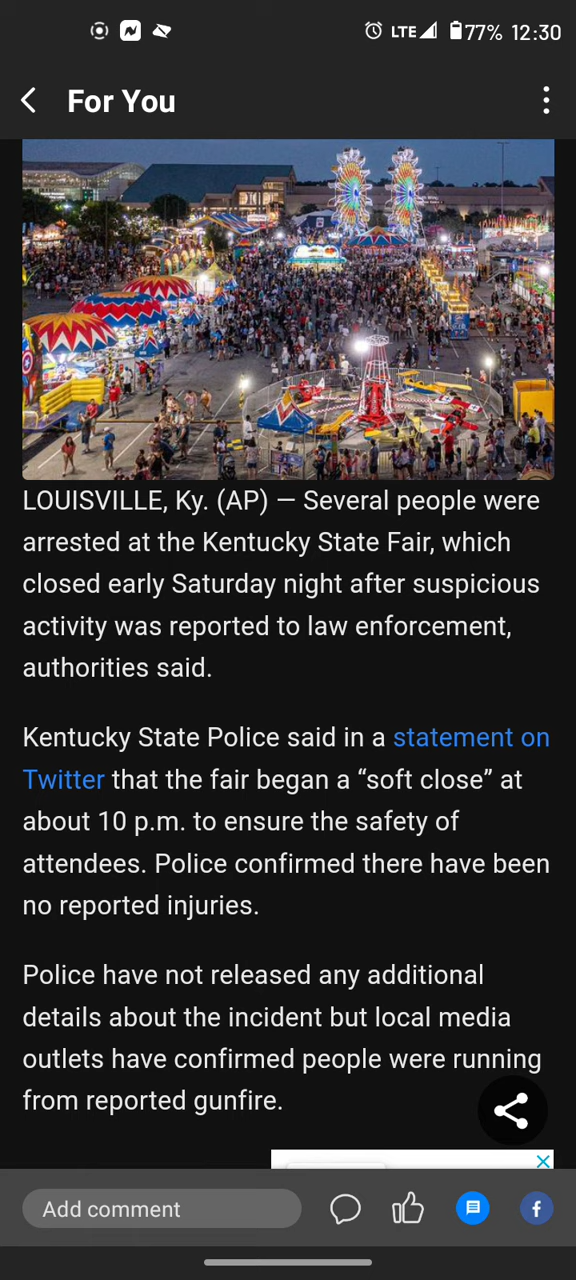 77% 12:30
LTE
For You
LOUISVILLE, Ky. (AP) — Several people were
arrested at the Kentucky State Fair, which
closed early Saturday night after suspicious
activity was reported to law enforcement,
authorities said.
Kentucky State Police said in a statement on
Twitter that the fair began a “soft close” at
about 10 p.m. to ensure the safety of
attendees. Police confirmed there have been
no reported injuries.
Police have not released any additional
details about the incident but local media
outlets have confirmed people were running
from reported gunfire.
Add comment